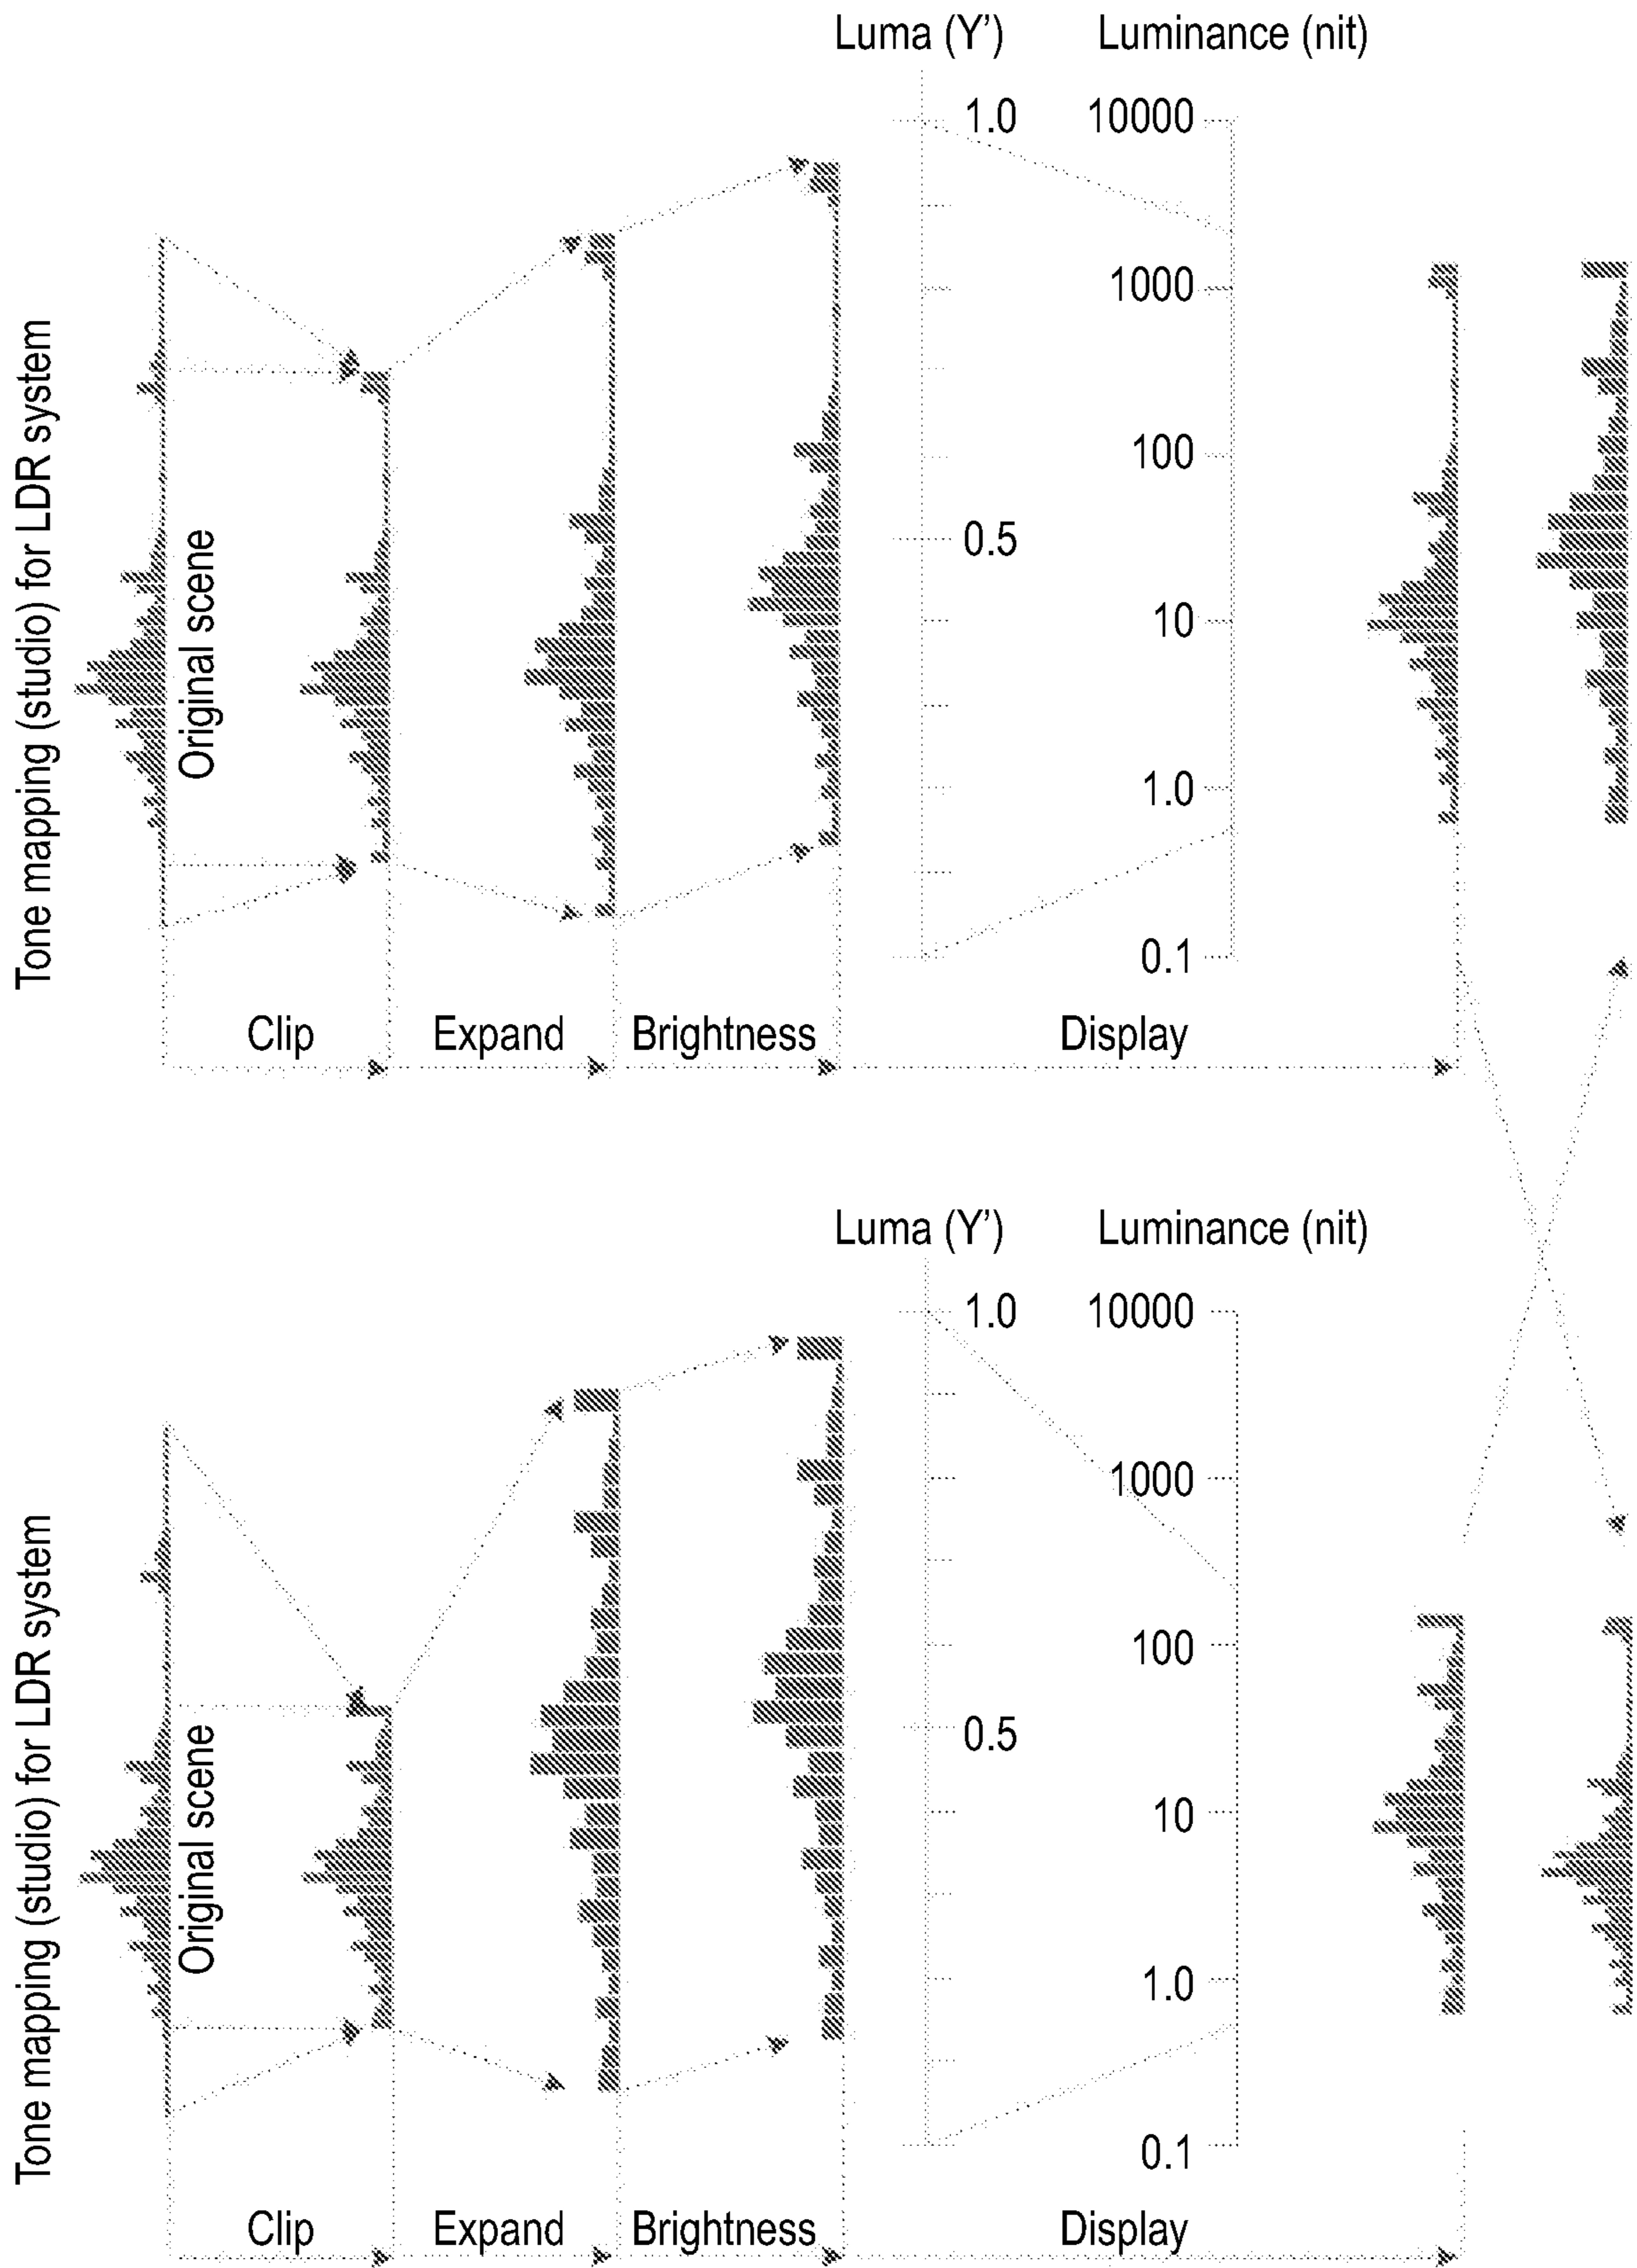 Tone mapping (studio) for LDR system
Original scene
Luma (Y’)
Luminance (nit)
1.0
10000
1000
100
0.5
10
1.0
0.1
Clip
Expand
Brightness
Display
Tone mapping (studio) for LDR system
Original scene
Luma (Y’)
Luminance (nit)
1.0
10000
1000
100
0.5
10
1.0
0.1
Clip
Expand
Brightness
Display